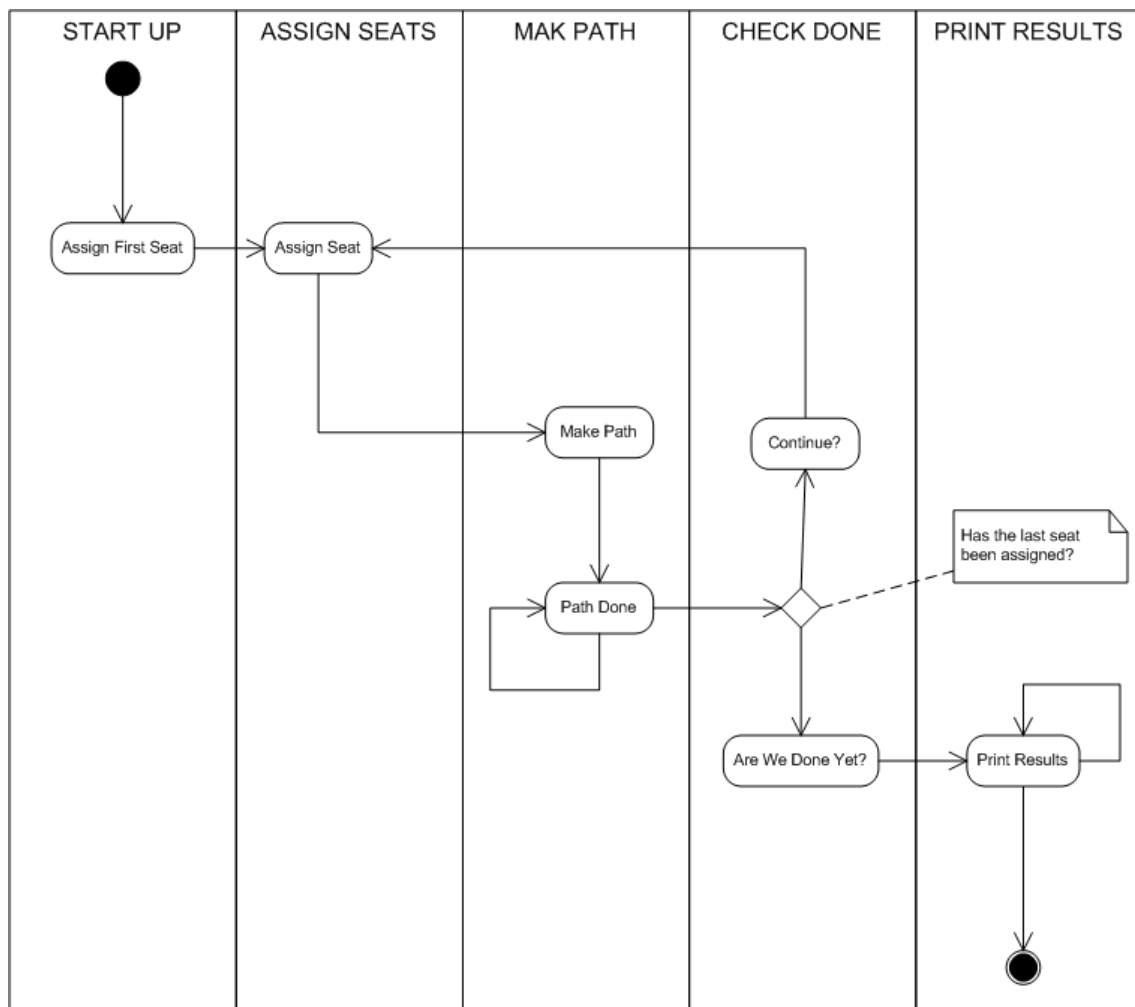 START UP
ASSIGN SEATS
MAK PATH
CHECK DONE
PRINT RESULTS
Assign First Seat
Assign Seat
Make Path
Continue?
Has the last seat
been assigned?
Path Done
Are We Done Yet?
Print Results